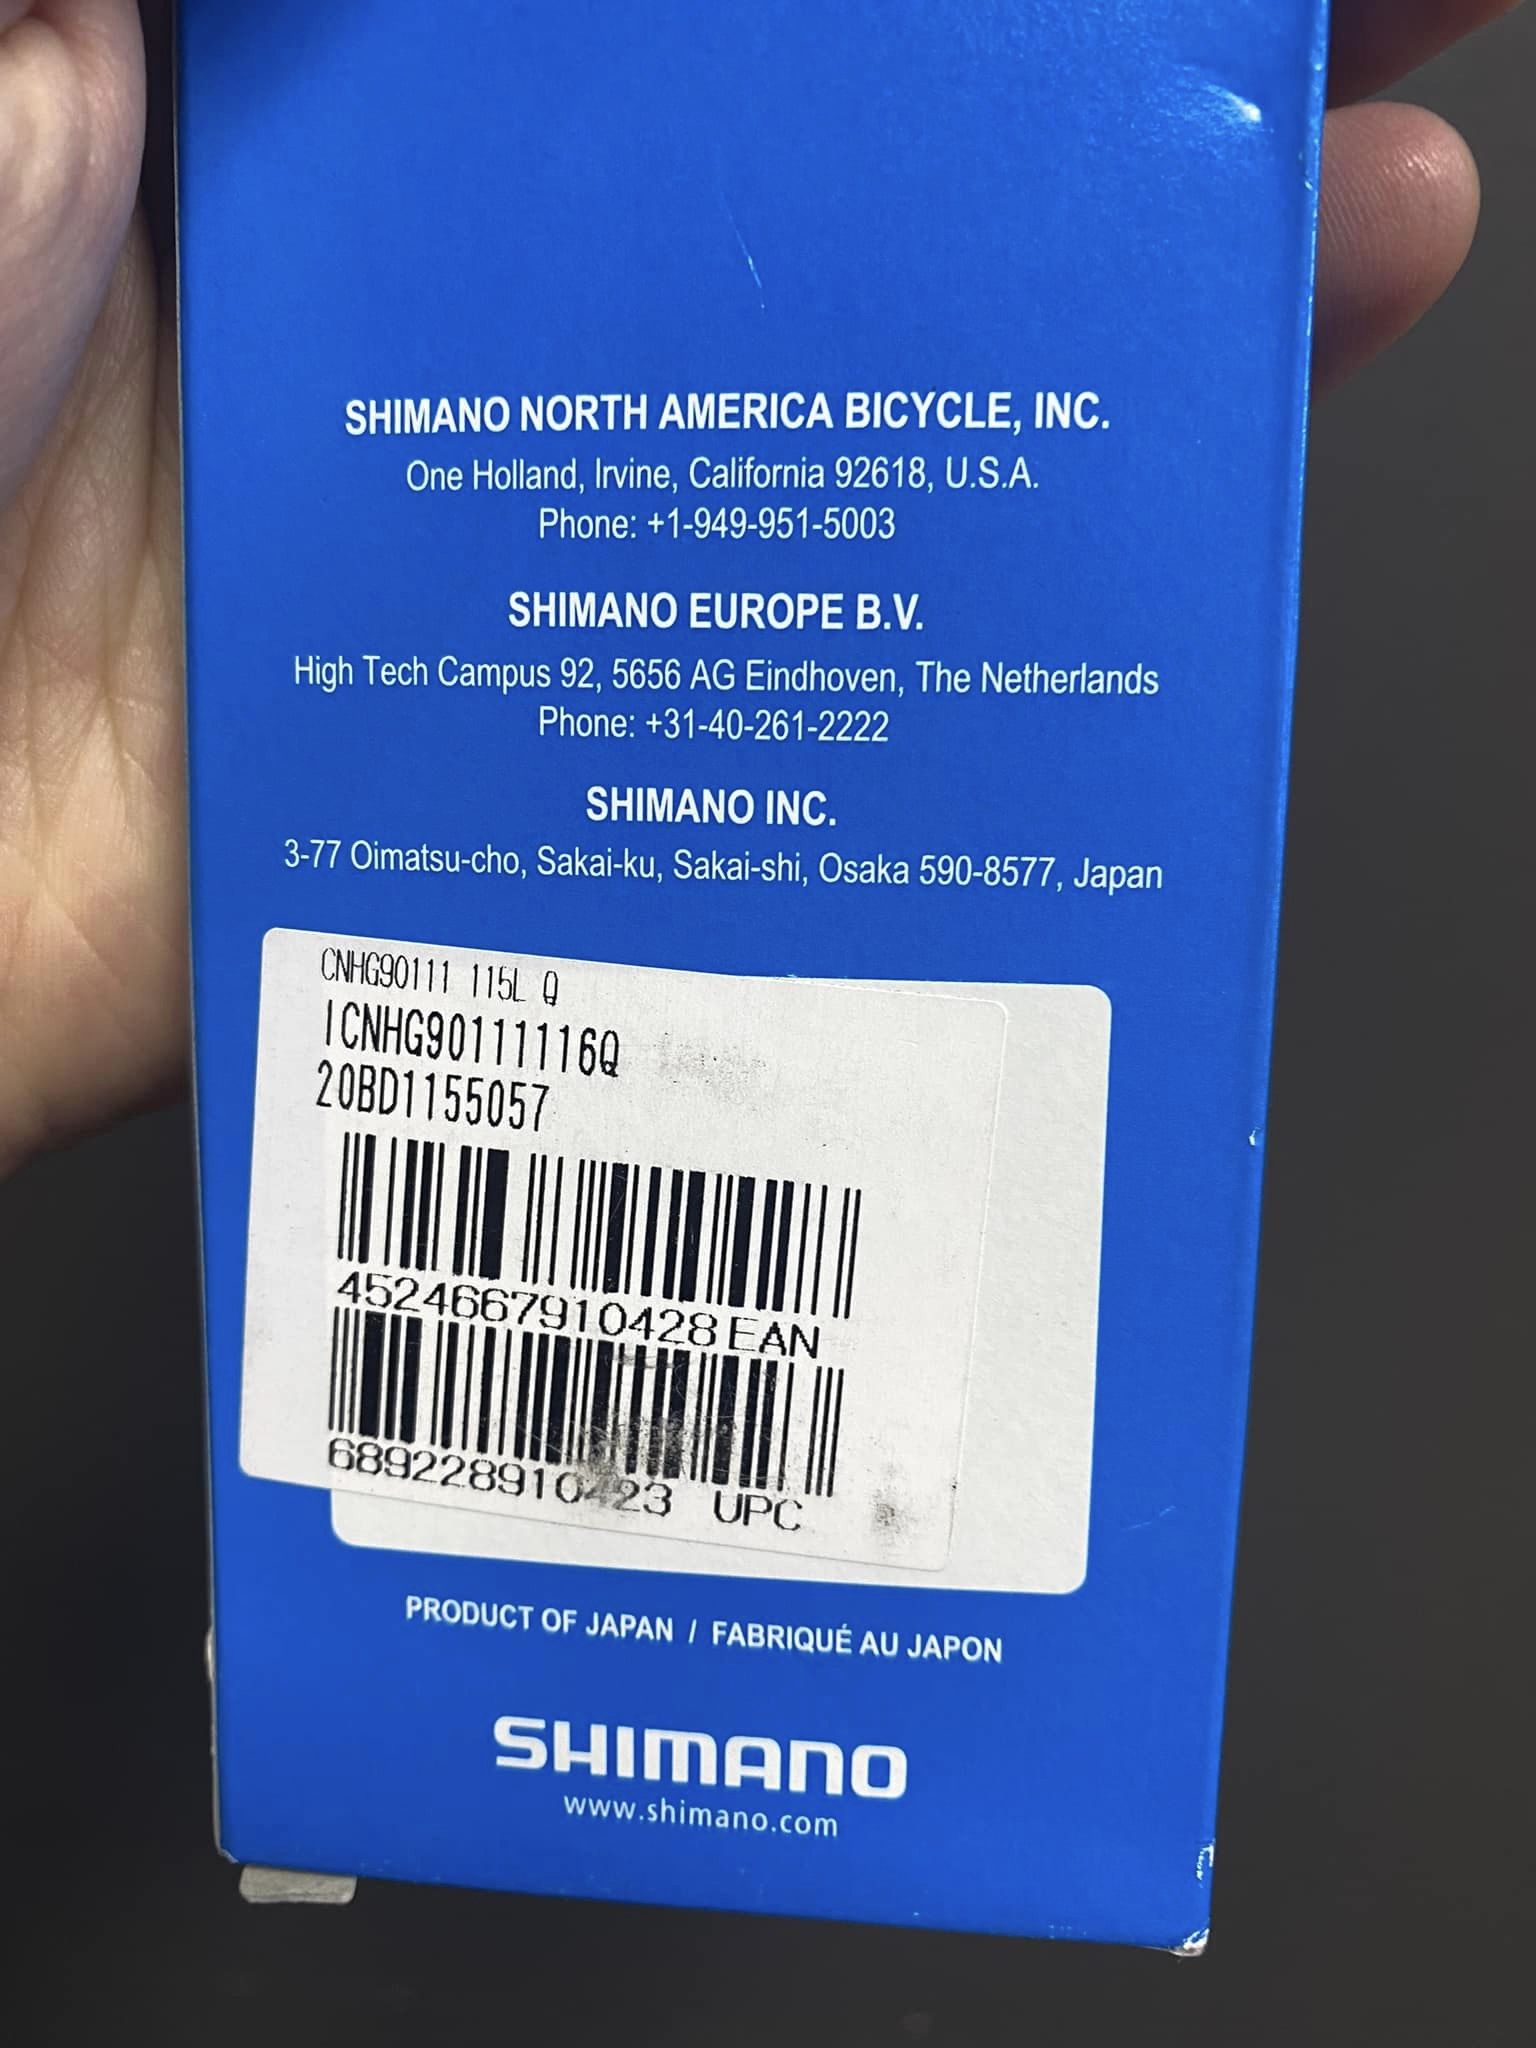 SHIMANO NORTH AMERICA BICYCLE, INC.
One Holland, Irvine, California 92618, U.S.A.
Phone: +1-949-951-5003
SHIMANO EUROPE B.V.
High Tech Campus 92, 5656 AG Eindhoven, The Netherlands
Phone: +31-40-261-2222
SHIMANO INC.
3-77 Oimatsu-cho, Sakai-ku, Sakai-shi, Osaka 590-8577, Japan
CNHG90111 115L Q
ICNHG90111116Q
20BD1155057
4524667910428 EAN
689228910423 UPC
PRODUCT OF JAPAN / FABRIQUÉ AU JAPON
SHIMANO
www.shimano.com